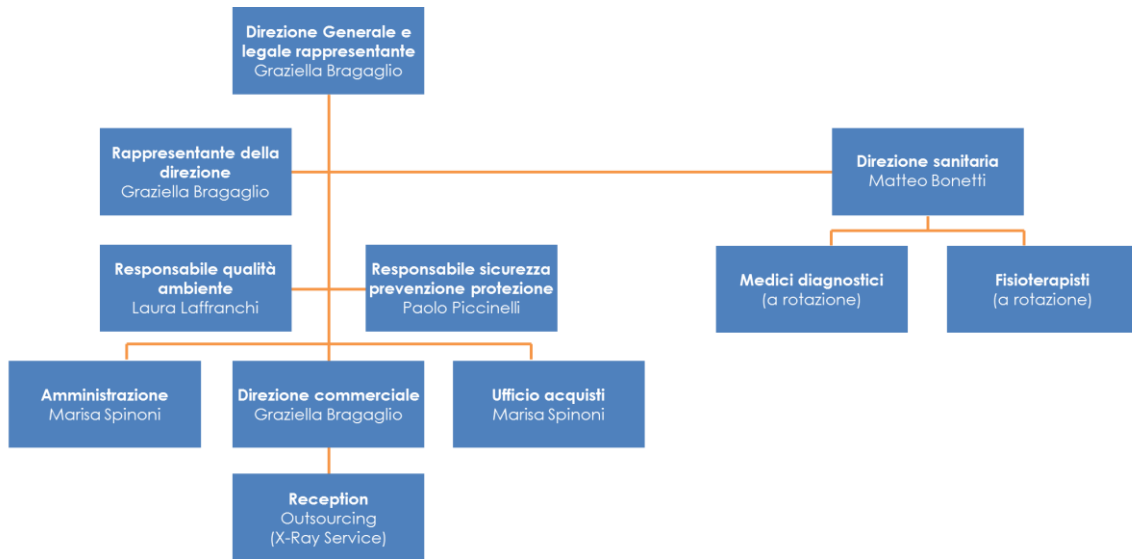 Direzione Generale e
legale rappresentante
Graziella Bragaglio
Rappresentante della
direzione
Graziella Bragaglio
Direzione sanitaria
Matteo Bonetti
Responsabile qualità
ambiente
Laura Laffranchi
Responsabile sicurezza
prevenzione protezione
Paolo Piccinelli
Medici diagnostici
(a rotazione)
Fisioterapisti
(a rotazione)
Amministrazione
Marisa Spinoni
Direzione commerciale
Graziella Bragaglio
Ufficio acquisti
Marisa Spinoni
Reception
Outsourcing
(X-Ray Service)